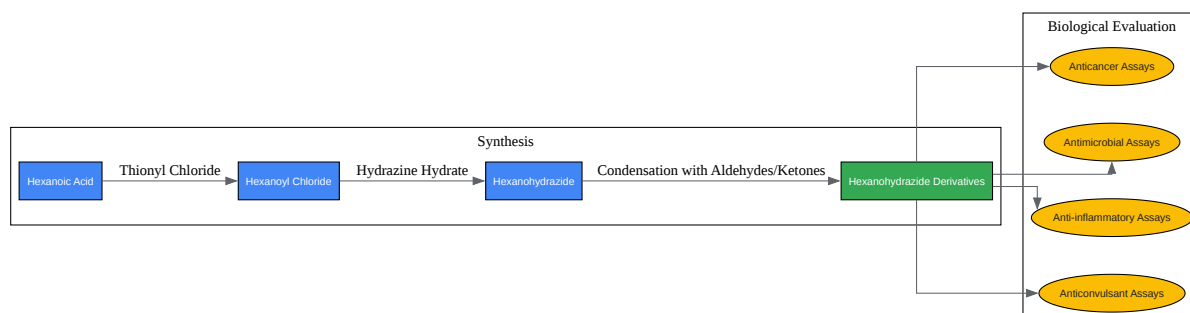 Biological Evaluation
Anticancer Assays
Synthesis
Antimicrobial Assays
Hexanoic Acid
Thionyl Chloride
Hexanoyl Chloride
Hydrazine Hydrate
Hexanohydrazide
Condensation with Aldehydes/Ketones
Hexanohydrazide Derivatives
Anti-inflammatory Assays
Anticonvulsant Assays